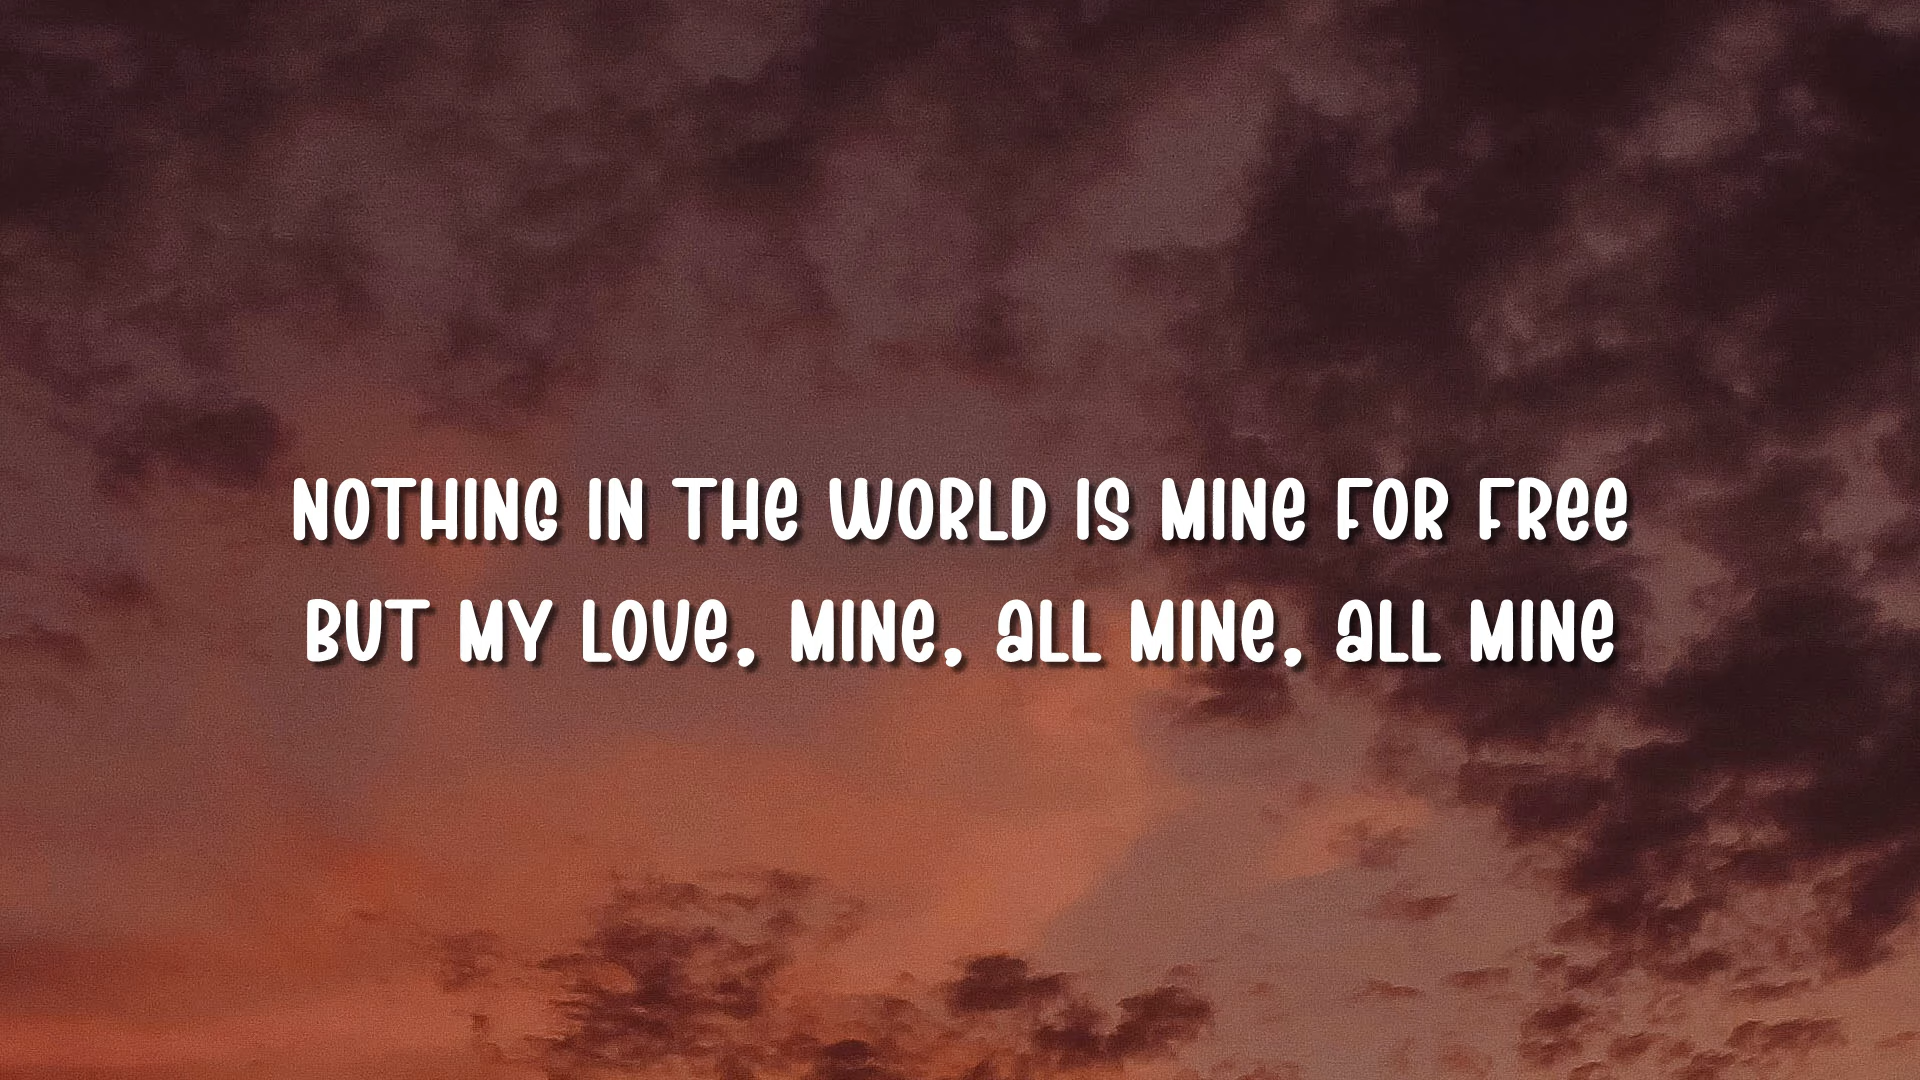 NOTHING IN THE WORLD IS MINE FOR FREE
BUT MY LOVE, MINE, ALL MINE, ALL MINE